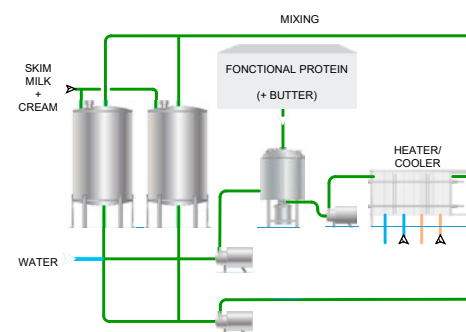 MIXING
SKIM
MILK
+
CREAM
FONCTIONAL PROTEIN
(+ BUTTER)
HEATER/
COOLER
WATER